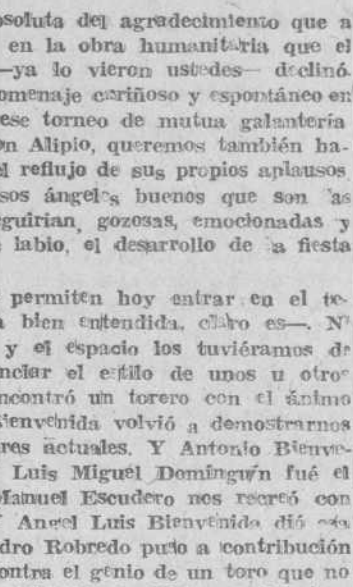 soluta del agradecimiento que a
en la obra humanitaria que el
—ya lo vieron ustedes— declinó.
omenaje cariñoso y espontáneo en
ese torneo de mutua galantería
on Alipio, queremos también ha-
el reflujo de sus propios aplausos
sos ángeles buenos que son las
guirian, gozosas, emocionadas y
labio, el desarrollo de la fiesta
permiten hoy entrar en el te-
bien entendida, claro es—. N
y el espacio los tuviéramos de
nciar el estilo de unos u otros
ncontró un torero con el ánimo
Bienvenida volvió a demostrarnos
res actuales. Y Antonio Bienve-
Luis Miguel Dominguín fué el
Manuel Escudero nos recreó con
Angel Luis Bienvenida dió
dro Robredo puso a contribución
ontra el genio de un toro que no